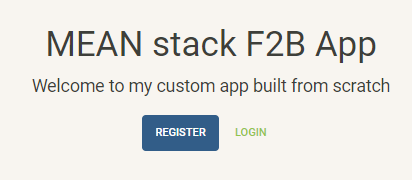 MEAN stack F2B App
Welcome to my custom app built from scratch
REGISTER LOGIN